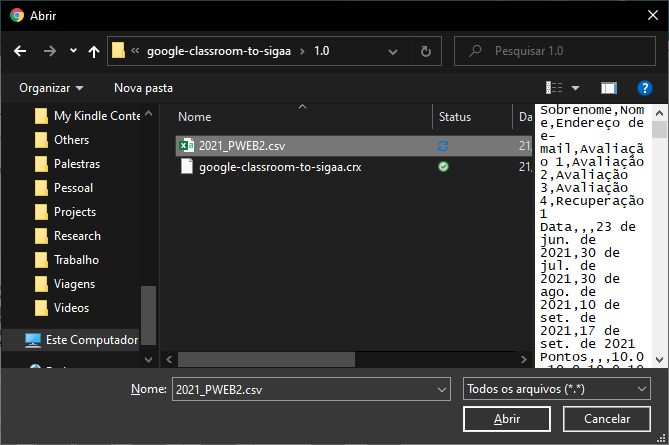 Abrir
google-classroom-to-sigaa
1.0
Pesquisar 1.0
Organizar
Nova pasta
My Kindle Conte
Others
Palestras
Pessoal
Projects
Research
Trabalho
Viagens
Videos
Este Computador
Nome
Status
Da
2021_PWEB2.csv
21,
google-classroom-to-sigaa.crx
21,
Sobrenome,Nom
e,Endereço de
e-
mail,Avaliaçã
o 1,Avaliação
2,Avaliação
3,Avaliação
4,Recuperação
1
Data,,,23 de
jun. de
2021,30 de
jul. de
2021,30 de
ago. de
2021,10 de
set. de
2021,17 de
set. de 2021
Pontos,,,10.0
Nome:
2021_PWEB2.csv
Todos os arquivos (*.*)
Abrir
Cancelar